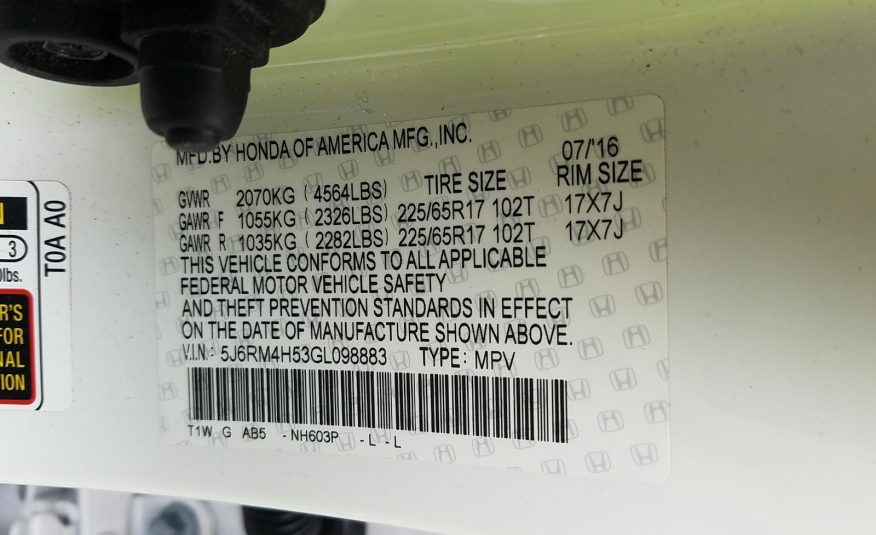 MFD.BY HONDA OF AMERICA MFG.,INC. 07/'16
GVWR 2070KG ( 4564LBS) TIRE SIZE RIM SIZE
GAWR F 1055KG ( 2326LBS) 225/65R17 102T 17X7J
GAWR R 1035KG ( 2282LBS) 225/65R17 102T 17X7J
THIS VEHICLE CONFORMS TO ALL APPLICABLE
FEDERAL MOTOR VEHICLE SAFETY
AND THEFT PREVENTION STANDARDS IN EFFECT
ON THE DATE OF MANUFACTURE SHOWN ABOVE.
V.I.N: 5J6RM4H53GL098883 TYPE: MPV
T1W G AB5 -NH603P -L -L
T0A A0
3
lbs.
R'S
FOR
NAL
TION